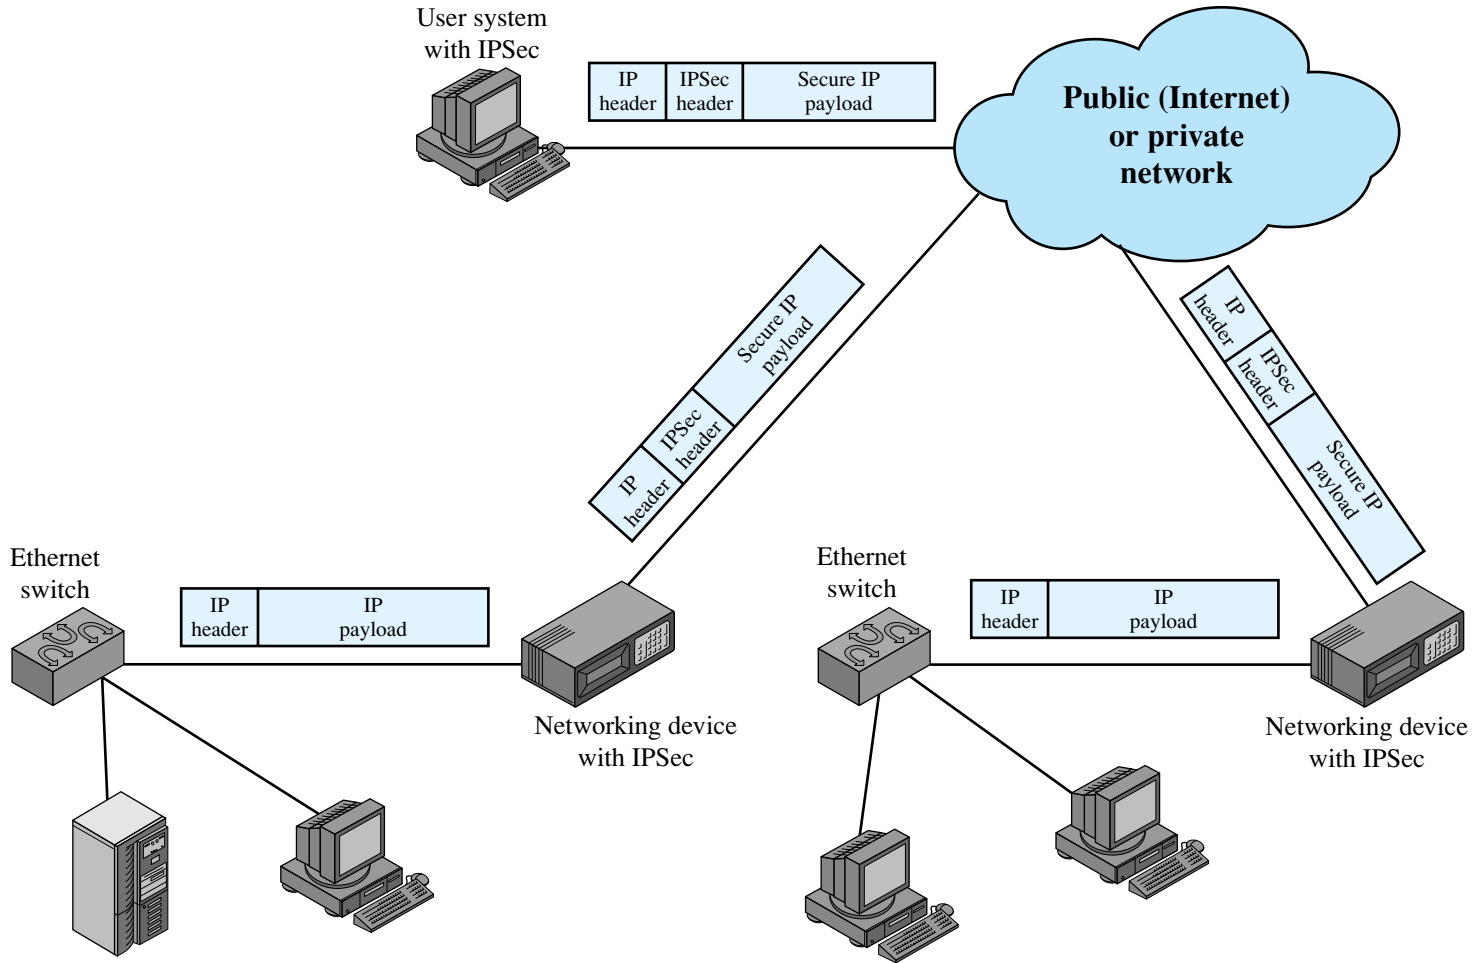 User system
with IPSec
IP
header
IPSec
header
Secure IP
payload
Public (Internet)
or private
network
Secure IP
payload
IPSec
header
IP
header
IP
header
IPSec
header
Secure IP
payload
Ethernet
switch
IP
header
IP
payload
Networking device
with IPSec
Ethernet
switch
IP
header
IP
payload
Networking device
with IPSec